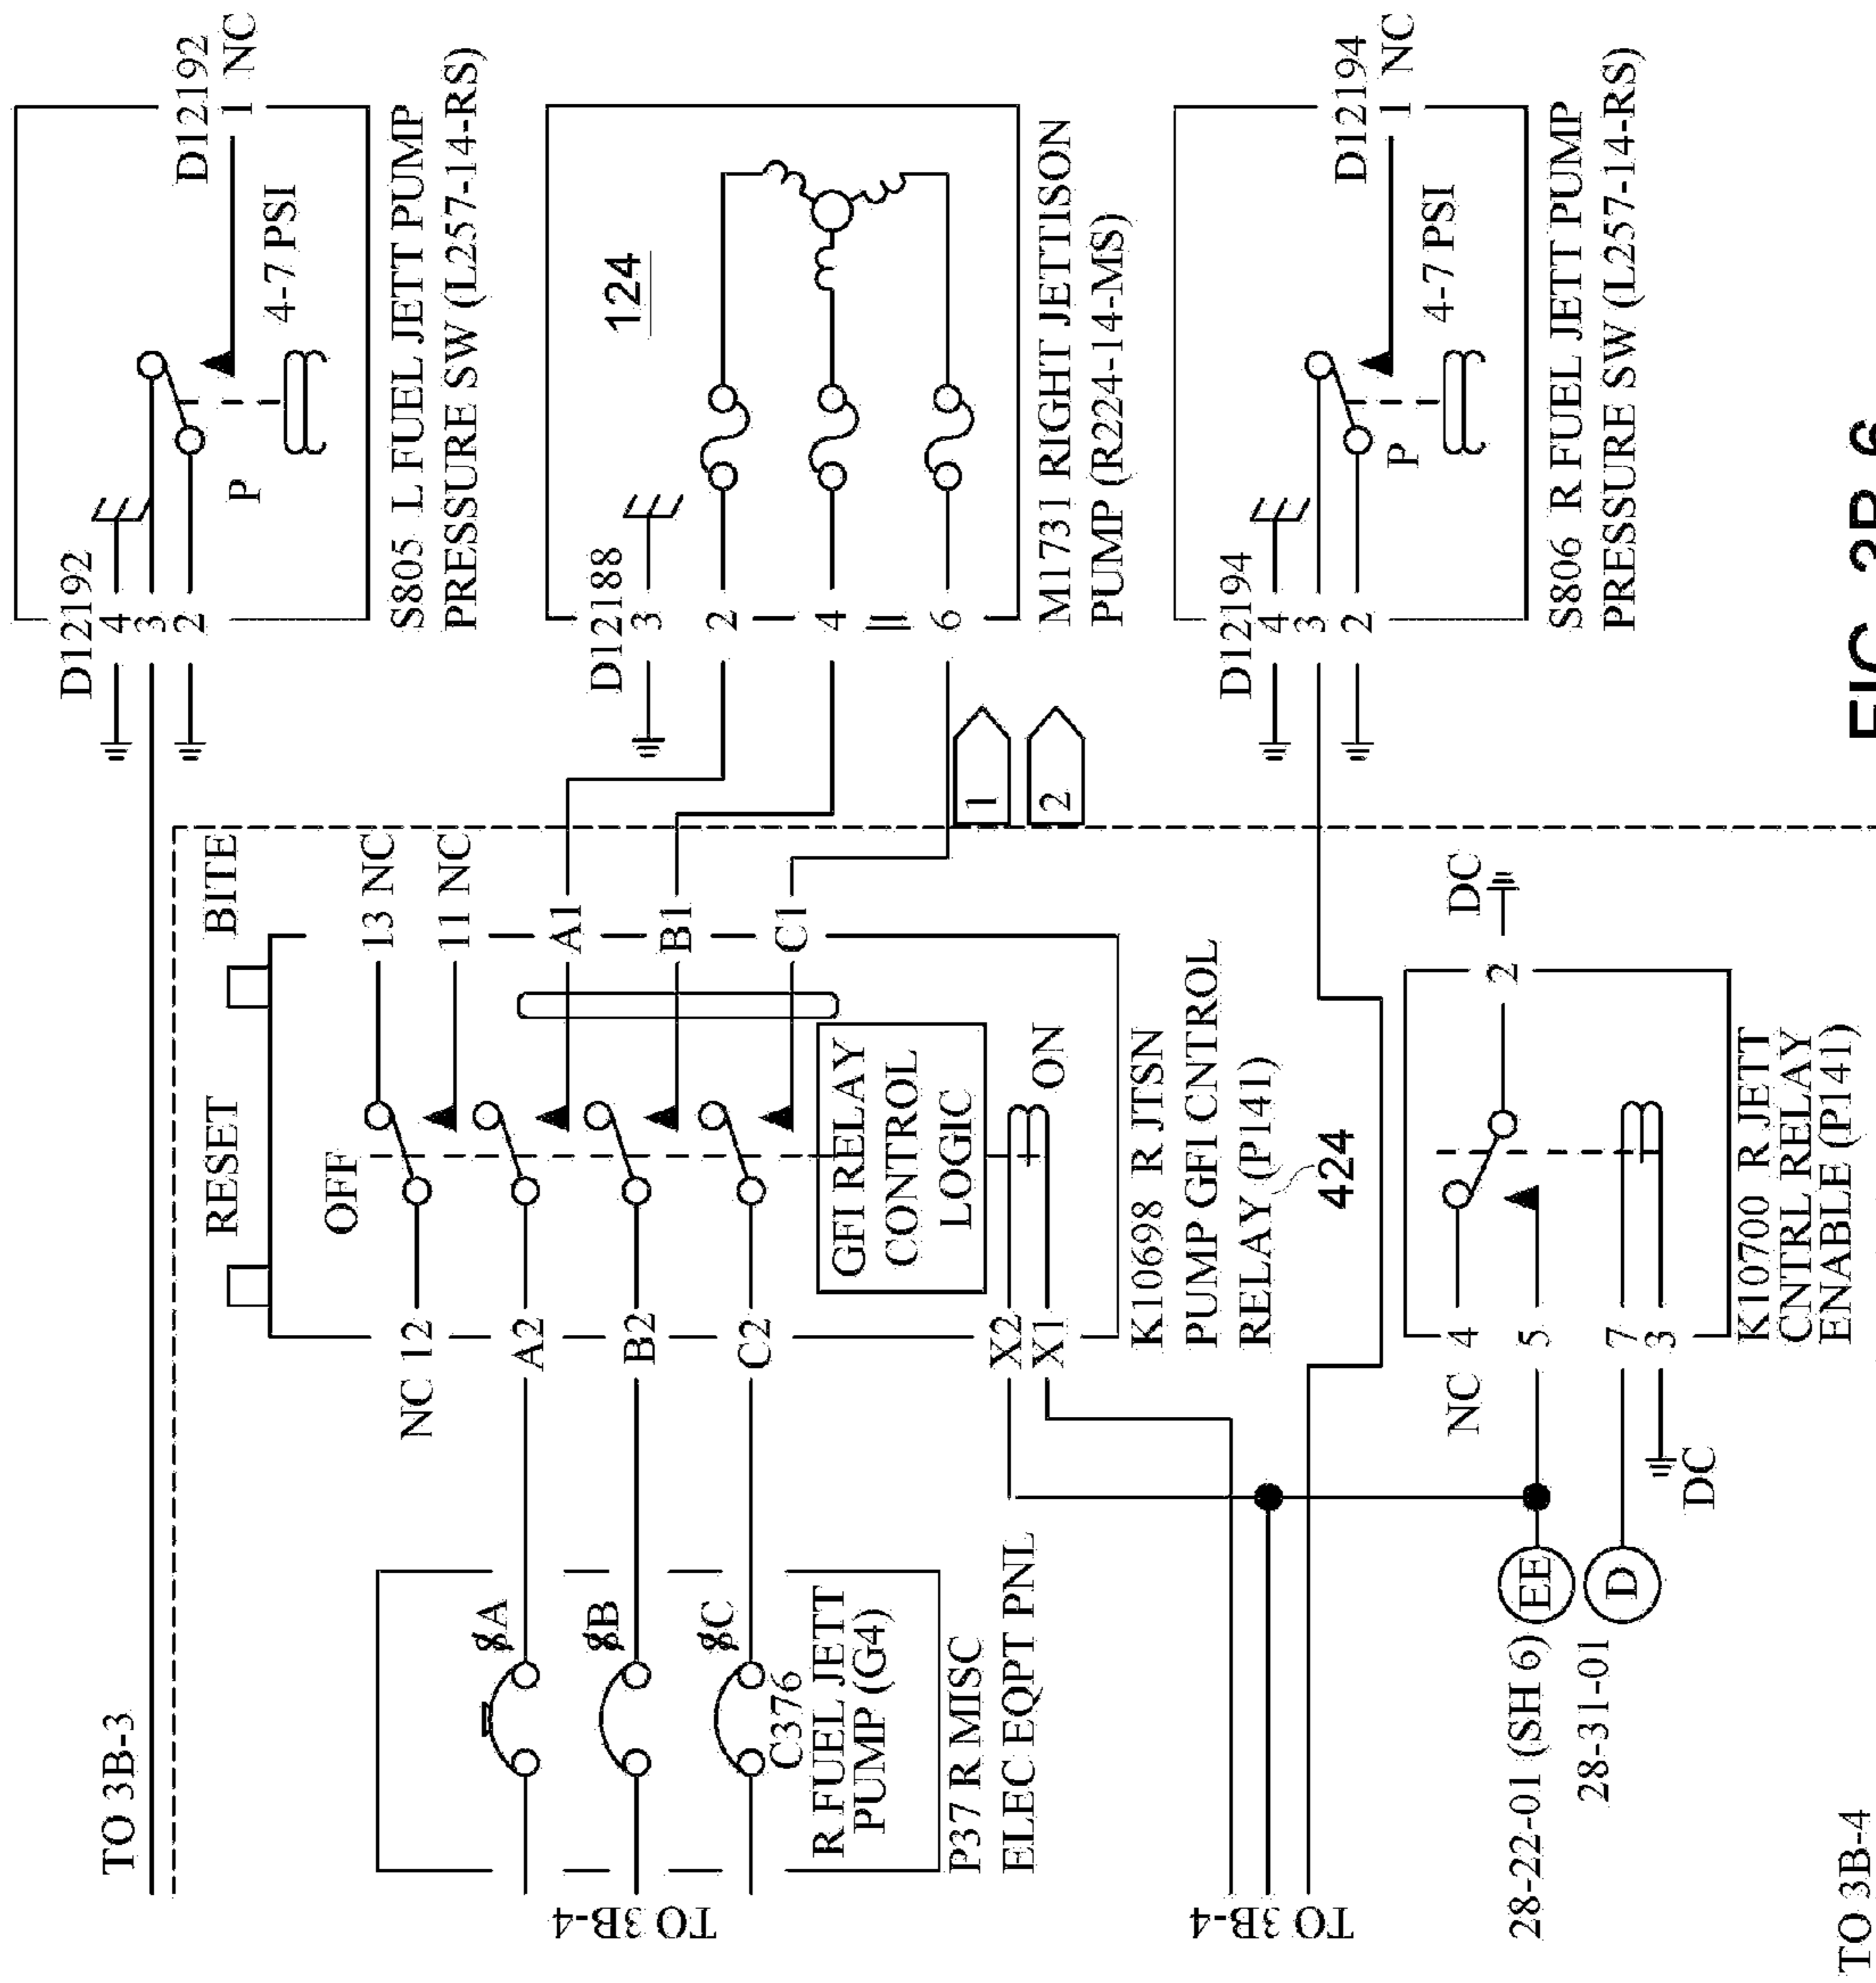 TO 3B-3
D12192
4
3
2
P
4-7 PSI
D12192
1 NC
S805 L FUEL JETT PUMP
PRESSURE SW (L257-14-RS)
RESET
BITE
OFF
NC 12
13 NC
11 NC
A2
A1
B2
B1
C2
C1
GFI RELAY
CONTROL
LOGIC
X2
X1
ON
K10698 R JTSN
PUMP GFI CNTROL
RELAY (P141)
424
8A
8B
8C
C376
R FUEL JETT
PUMP (G4)
P37 R MISC
ELEC EQPT PNL
TO 3B-4
D12188
3
2
4
6
124
M1731 RIGHT JETTISON
PUMP (R224-14-MS)
1
2
D12194
4
3
2
P
4-7 PSI
D12194
1 NC
S806 R FUEL JETT PUMP
PRESSURE SW (L257-14-RS)
TO 3B-4
NC 4
5
7
3
2
DC
DC
K10700 R JETT
CNTRL RELAY
ENABLE (P141)
28-22-01 (SH 6) EE
28-31-01 D
TO 3B-4